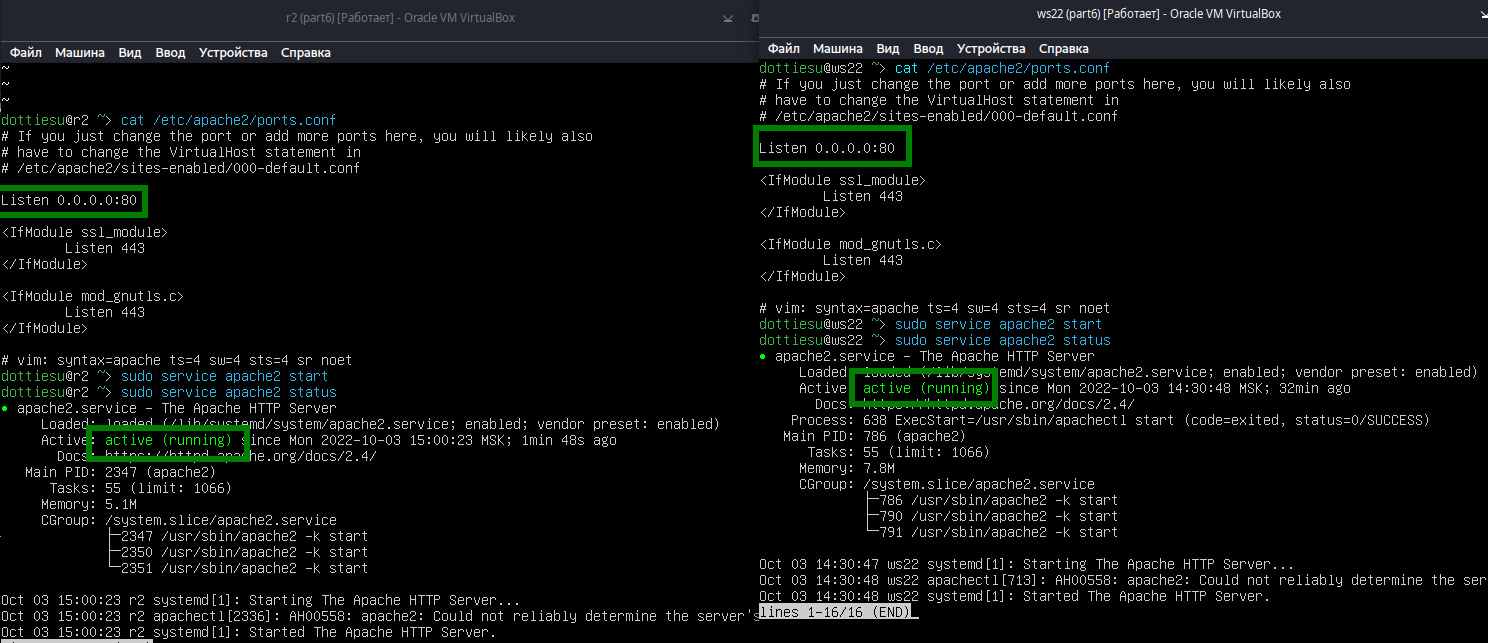 r2 (part6) [Работает] - Oracle VM VirtualBox
Файл Машина Вид Ввод Устройства Справка
~
~
~
dottiesu@r2 ~> cat /etc/apache2/ports.conf
# If you just change the port or add more ports here, you will likely also
# have to change the VirtualHost statement in
# /etc/apache2/sites-enabled/000-default.conf
Listen 0.0.0.0:80
<IfModule ssl_module>
Listen 443
</IfModule>
<IfModule mod_gnutls.c>
Listen 443
</IfModule>
# vim: syntax=apache ts=4 sw=4 sts=4 sr noet
dottiesu@r2 ~> sudo service apache2 start
dottiesu@r2 ~> sudo service apache2 status
● apache2.service - The Apache HTTP Server
Loaded: loaded (/lib/systemd/system/apache2.service; enabled; vendor preset: enabled)
Active: active (running) since Mon 2022-10-03 15:00:23 MSK; 1min 48s ago
Docs: https://httpd.apache.org/docs/2.4/
Main PID: 2347 (apache2)
Tasks: 55 (limit: 1066)
Memory: 5.1M
CGroup: /system.slice/apache2.service
├─2347 /usr/sbin/apache2 -k start
├─2350 /usr/sbin/apache2 -k start
└─2351 /usr/sbin/apache2 -k start
Oct 03 15:00:23 r2 systemd[1]: Starting The Apache HTTP Server...
Oct 03 15:00:23 r2 apachectl[2336]: AH00558: apache2: Could not reliably determine the server's
Oct 03 15:00:23 r2 systemd[1]: Started The Apache HTTP Server.
ws22 (part6) [Работает] - Oracle VM VirtualBox
Файл Машина Вид Ввод Устройства Справка
dottiesu@ws22 ~> cat /etc/apache2/ports.conf
# If you just change the port or add more ports here, you will likely also
# have to change the VirtualHost statement in
# /etc/apache2/sites-enabled/000-default.conf
Listen 0.0.0.0:80
<IfModule ssl_module>
Listen 443
</IfModule>
<IfModule mod_gnutls.c>
Listen 443
</IfModule>
# vim: syntax=apache ts=4 sw=4 sts=4 sr noet
dottiesu@ws22 ~> sudo service apache2 start
dottiesu@ws22 ~> sudo service apache2 status
● apache2.service - The Apache HTTP Server
Loaded: loaded (/lib/systemd/system/apache2.service; enabled; vendor preset: enabled)
Active: active (running) since Mon 2022-10-03 14:30:48 MSK; 32min ago
Docs: https://httpd.apache.org/docs/2.4/
Process: 638 ExecStart=/usr/sbin/apachectl start (code=exited, status=0/SUCCESS)
Main PID: 786 (apache2)
Tasks: 55 (limit: 1066)
Memory: 7.8M
CGroup: /system.slice/apache2.service
├─786 /usr/sbin/apache2 -k start
├─790 /usr/sbin/apache2 -k start
└─791 /usr/sbin/apache2 -k start
Oct 03 14:30:47 ws22 systemd[1]: Starting The Apache HTTP Server...
Oct 03 14:30:48 ws22 apachectl[713]: AH00558: apache2: Could not reliably determine the ser
Oct 03 14:30:48 ws22 systemd[1]: Started The Apache HTTP Server.
lines 1-16/16 (END)